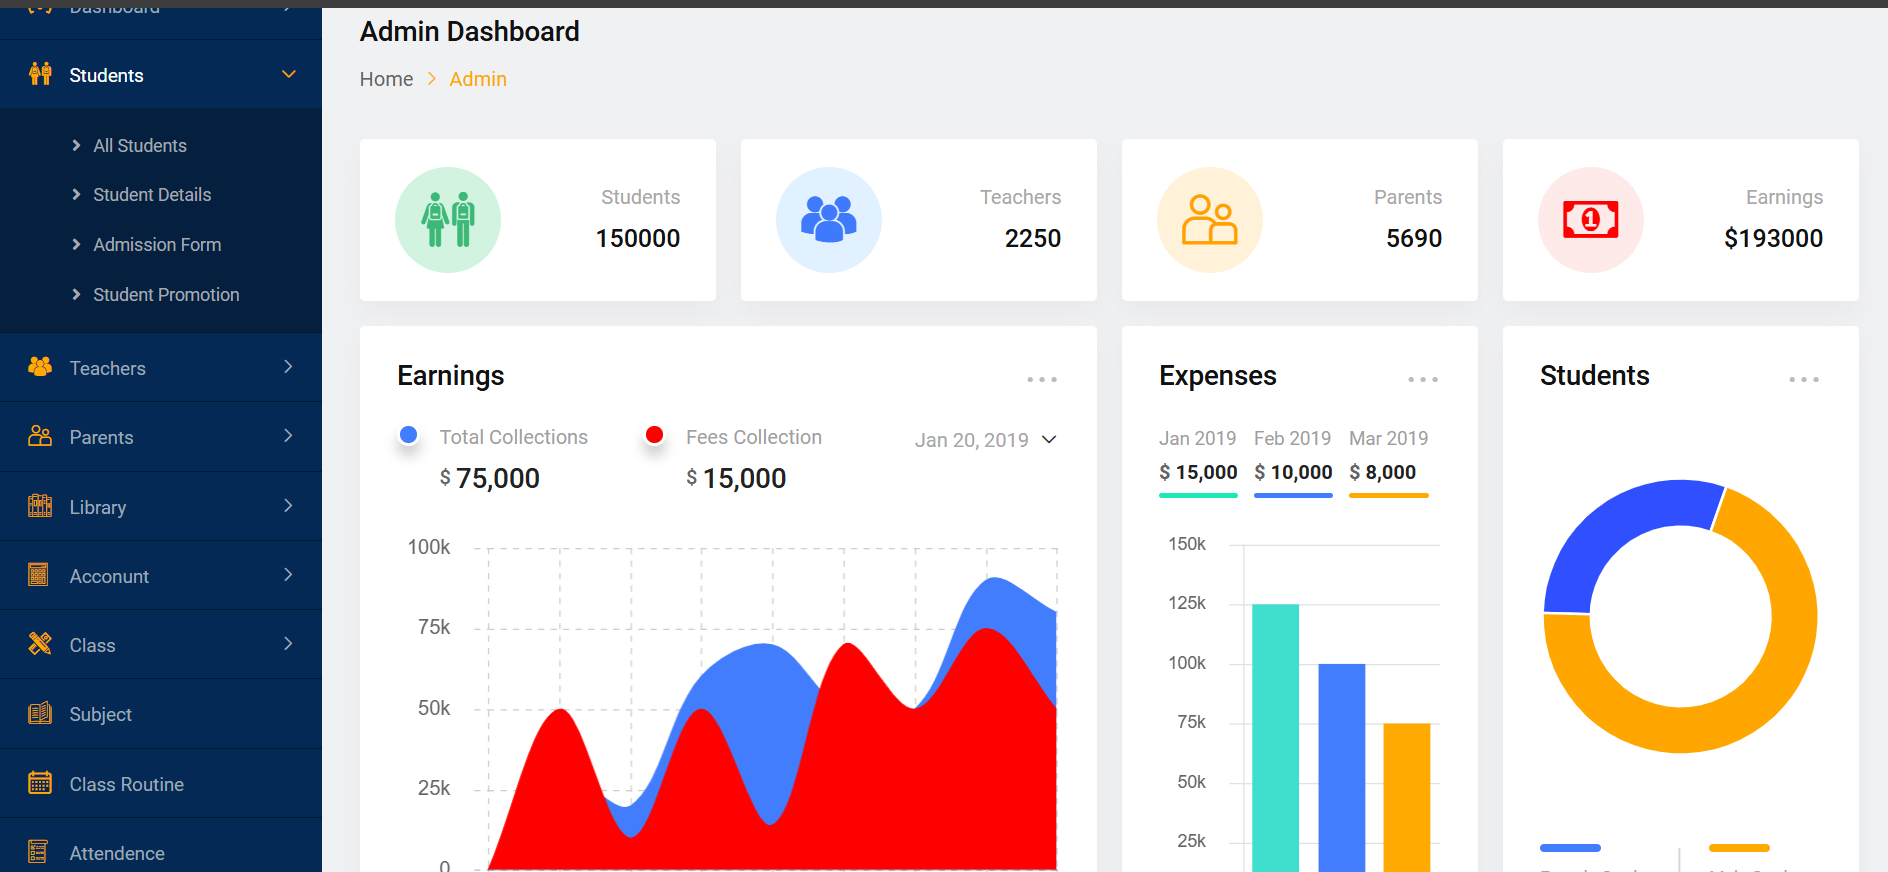 Dashboard
Students
All Students
Student Details
Admission Form
Student Promotion
Teachers
Parents
Library
Acconunt
Class
Subject
Class Routine
Attendence
Admin Dashboard
Home
Admin
Students
150000
Teachers
2250
Parents
5690
Earnings
$193000
Earnings
Total Collections
$ 75,000
Fees Collection
$ 15,000
Jan 20, 2019
100k
75k
50k
25k
0
Expenses
Jan 2019
$ 15,000
Feb 2019
$ 10,000
Mar 2019
$ 8,000
150k
125k
100k
75k
50k
25k
Students